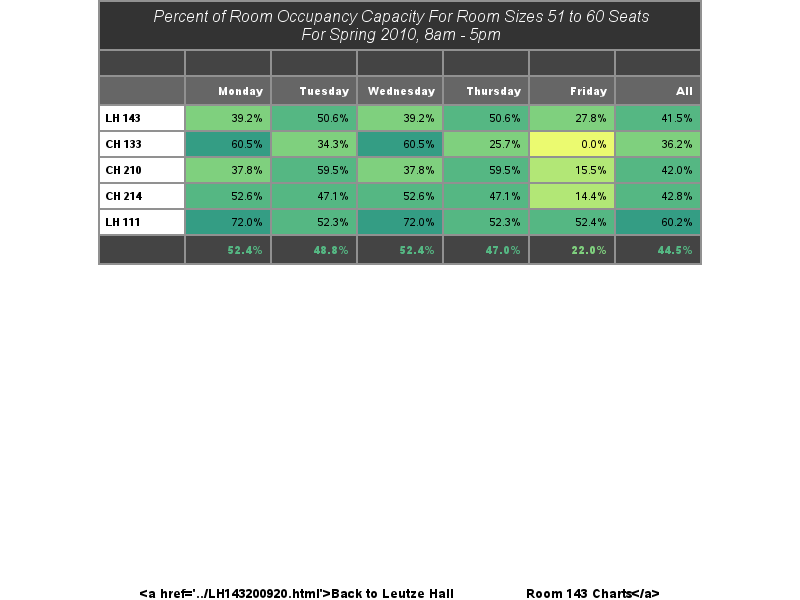 Percent of Room Occupancy Capacity For Room Sizes 51 to 60 Seats
For Spring 2010, 8am - 5pm
Monday Tuesday Wednesday Thursday Friday All
LH 143 39.2% 50.6% 39.2% 50.6% 27.8% 41.5%
CH 133 60.5% 34.3% 60.5% 25.7% 0.0% 36.2%
CH 210 37.8% 59.5% 37.8% 59.5% 15.5% 42.0%
CH 214 52.6% 47.1% 52.6% 47.1% 14.4% 42.8%
LH 111 72.0% 52.3% 72.0% 52.3% 52.4% 60.2%
52.4% 48.8% 52.4% 47.0% 22.0% 44.5%
<a href='../LH143200920.html'>Back to Leutze Hall Room 143 Charts</a>